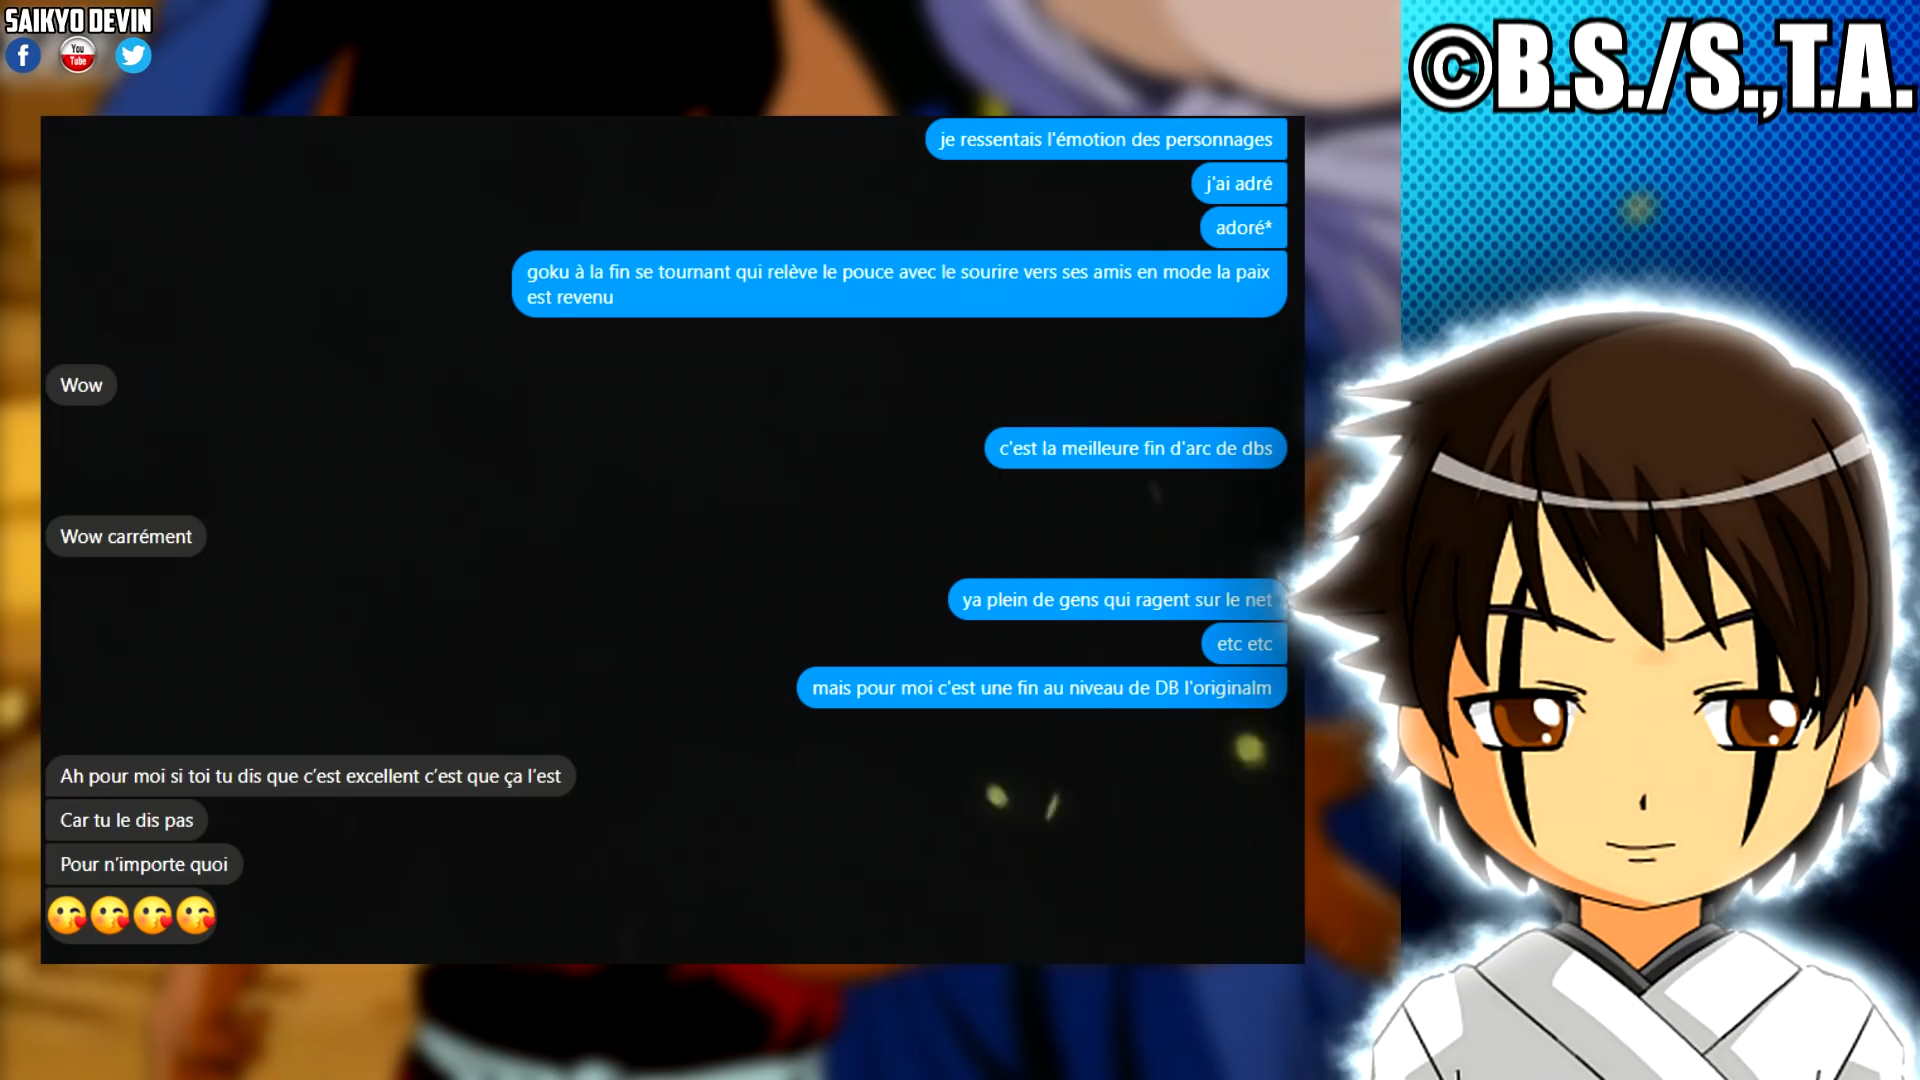 SAIKYO DEVIN
f
You
Tube
©B.S./S.,T.A.
je ressentais l'émotion des personnages
j'ai adré
adoré*
goku à la fin se tournant qui relève le pouce avec le sourire vers ses amis en mode la paix
est revenu
Wow
c'est la meilleure fin d'arc de dbs
Wow carrément
ya plein de gens qui ragent sur le net
etc etc
mais pour moi c'est une fin au niveau de DB l'originalm
Ah pour moi si toi tu dis que c’est excellent c’est que ça l’est
Car tu le dis pas
Pour n’importe quoi